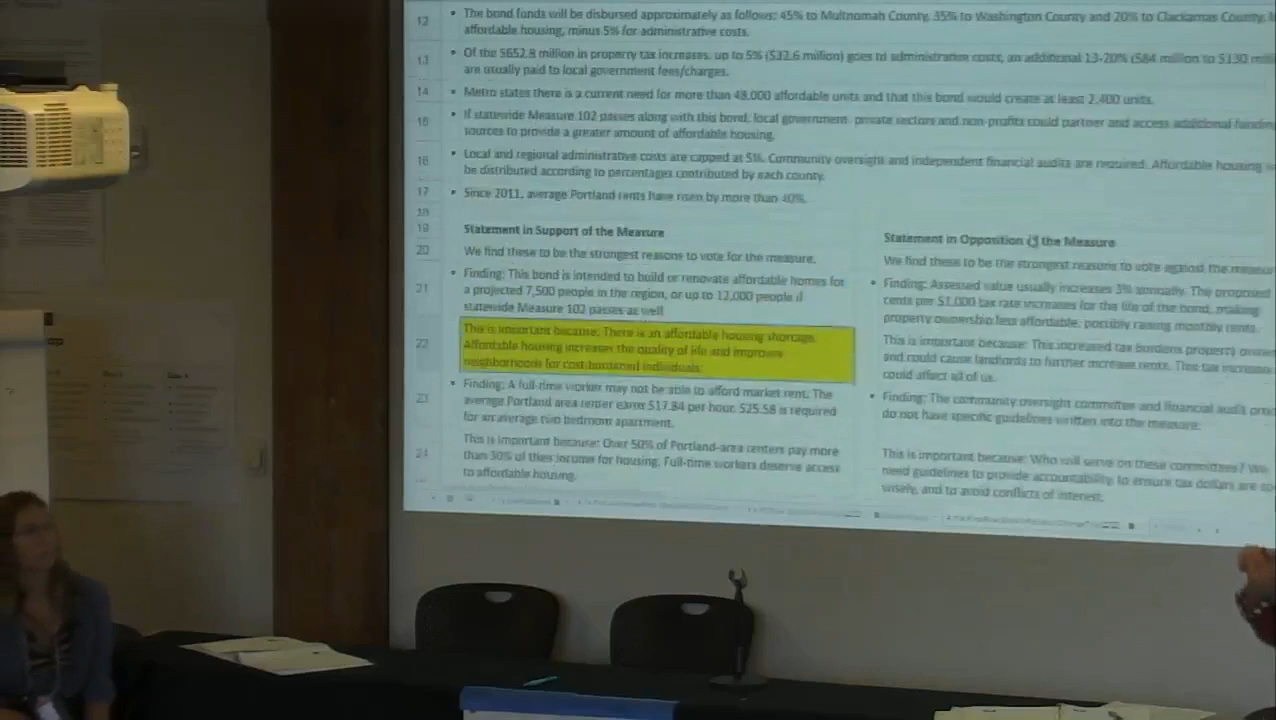 12
The bond funds will be disbursed approximately as follows: 45% to Multnomah County, 35% to Washington County and 20% to Clackamas County,
affordable housing, minus 5% for administrative costs.
13
Of the $652.8 million in property tax increases, up to 5% ($32.6 million) goes to administration costs, an additional 13-20% ($84 million to $130
are usually paid to local government fees/charges.
14
Metro states there is a current need for more than 48,000 affordable units and that this bond would create at least 2,400 units.
15
If statewide Measure 102 passes along with this bond, local government, private sectors and non-profits could partner and access additional funding
sources to provide a greater amount of affordable housing.
16
Local and regional administrative costs are capped at 5%. Community oversight and independent financial audits are required. Affordable housing
be distributed according to percentages contributed by each county.
17
Since 2011, average Portland rents have risen by more than 40%.
18
19
Statement in Support of the Measure
20
We find these to be the strongest reasons to vote for the measure.
21
Finding: This bond is intended to build or renovate affordable homes for
a projected 7,500 people in the region, or up to 12,000 people if
statewide Measure 102 passes as well
22
This is important because: There is an affordable housing shortage.
Affordable housing increases the quality of life and improves
neighborhoods for cost-burdened individuals.
23
Finding: A full-time worker may not be able to afford market rent. The
average Portland area renter earns $17.84 per hour. $25.58 is required
for an average two bedroom apartment.
24
This is important because: Over 50% of Portland-area renters pay more
than 30% of their income for housing. Full-time workers deserve access
to affordable housing.
Statement in Opposition of the Measure
We find these to be the strongest reasons to vote against the measure
Finding: Assessed value usually increases 3% annually. The proposed
cents per $1,000 tax rate increases for the life of the bond, making
property ownership less affordable, possibly raising monthly rents.
This is important because: This increased tax burdens property
and could cause landlords to further increase rents. This tax
could affect all of us.
Finding: The community oversight committee and financial audit
do not have specific guidelines written into the measure.
This is important because: Who will serve on these committees? We
need guidelines to provide accountability, to ensure tax dollars are
wisely, and to avoid conflicts of interest.